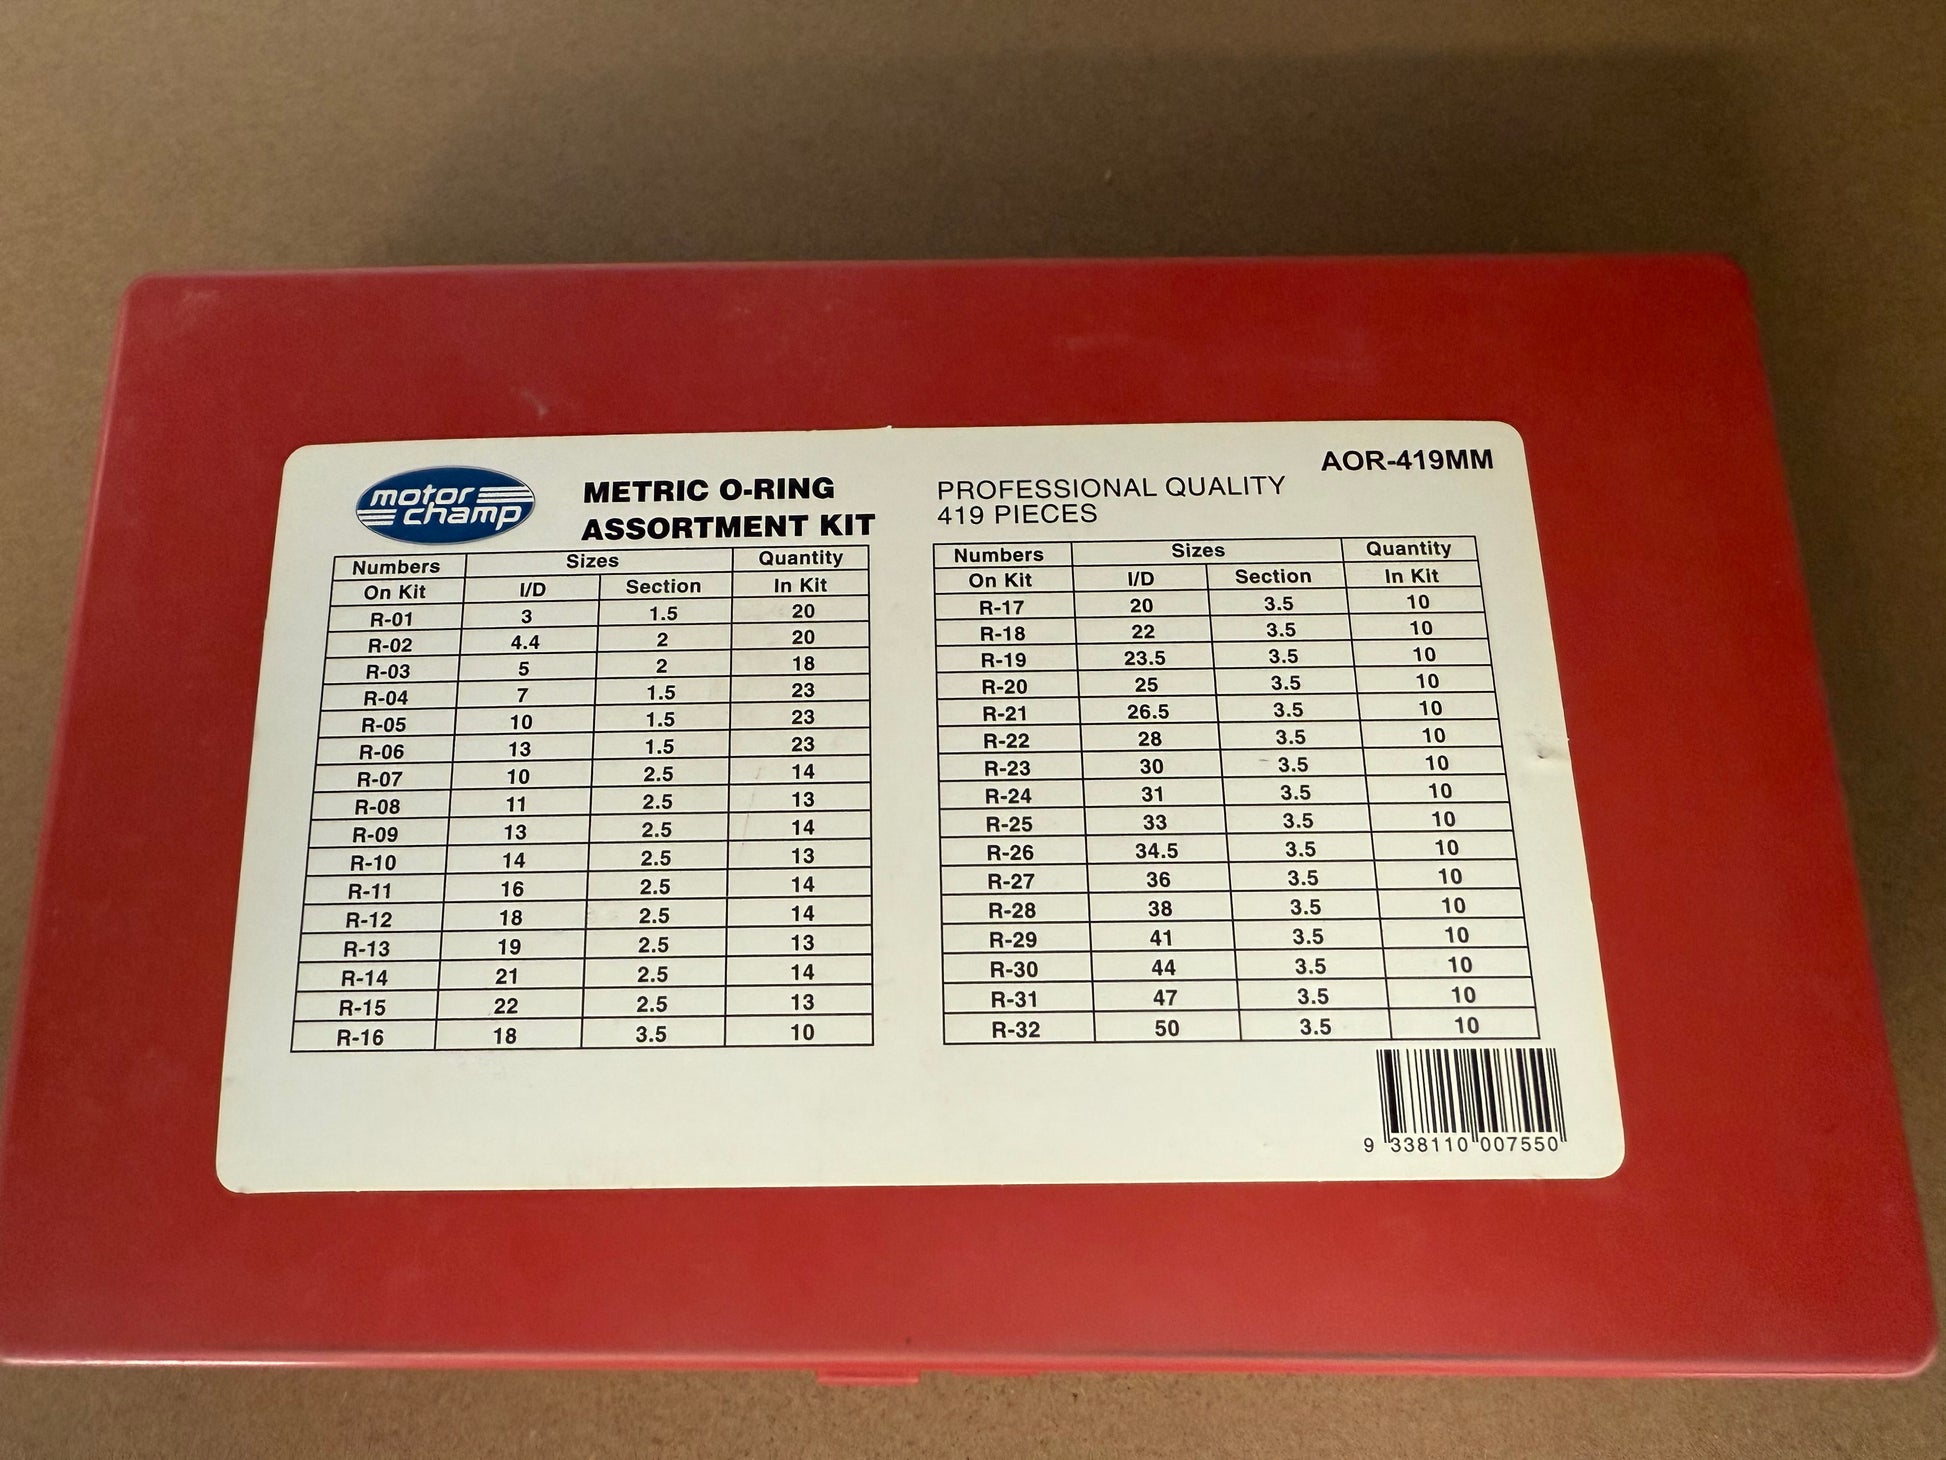 motor champ
METRIC O-RING
ASSORTMENT KIT
PROFESSIONAL QUALITY
419 PIECES
AOR-419MM
Numbers Sizes Quantity
On Kit I/D Section In Kit
R-01 3 1.5 20
R-02 4.4 2 20
R-03 5 2 18
R-04 7 1.5 23
R-05 10 1.5 23
R-06 13 1.5 23
R-07 10 2.5 14
R-08 11 2.5 13
R-09 13 2.5 14
R-10 14 2.5 13
R-11 16 2.5 14
R-12 18 2.5 14
R-13 19 2.5 13
R-14 21 2.5 14
R-15 22 2.5 13
R-16 18 3.5 10
Numbers Sizes Quantity
On Kit I/D Section In Kit
R-17 20 3.5 10
R-18 22 3.5 10
R-19 23.5 3.5 10
R-20 25 3.5 10
R-21 26.5 3.5 10
R-22 28 3.5 10
R-23 30 3.5 10
R-24 31 3.5 10
R-25 33 3.5 10
R-26 34.5 3.5 10
R-27 36 3.5 10
R-28 38 3.5 10
R-29 41 3.5 10
R-30 44 3.5 10
R-31 47 3.5 10
R-32 50 3.5 10
9 338110 007550